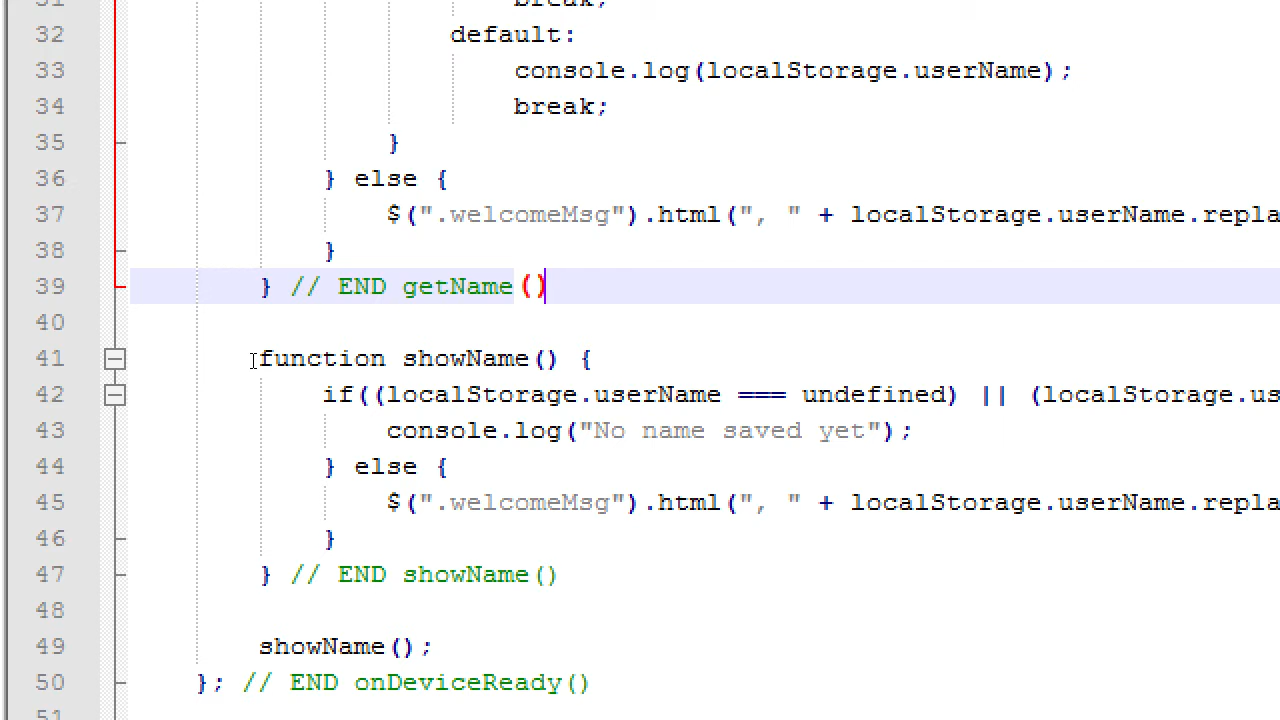 31 break;
32 default:
33 console.log(localStorage.userName);
34 break;
35 }
36 } else {
37 $(".welcomeMsg").html(", " + localStorage.userName.repla
38 }
39 } // END getName()
40
41 function showName() {
42 if((localStorage.userName === undefined) || (localStorage.us
43 console.log("No name saved yet");
44 } else {
45 $(".welcomeMsg").html(", " + localStorage.userName.repla
46 }
47 } // END showName()
48
49 showName();
50 }; // END onDeviceReady()
51